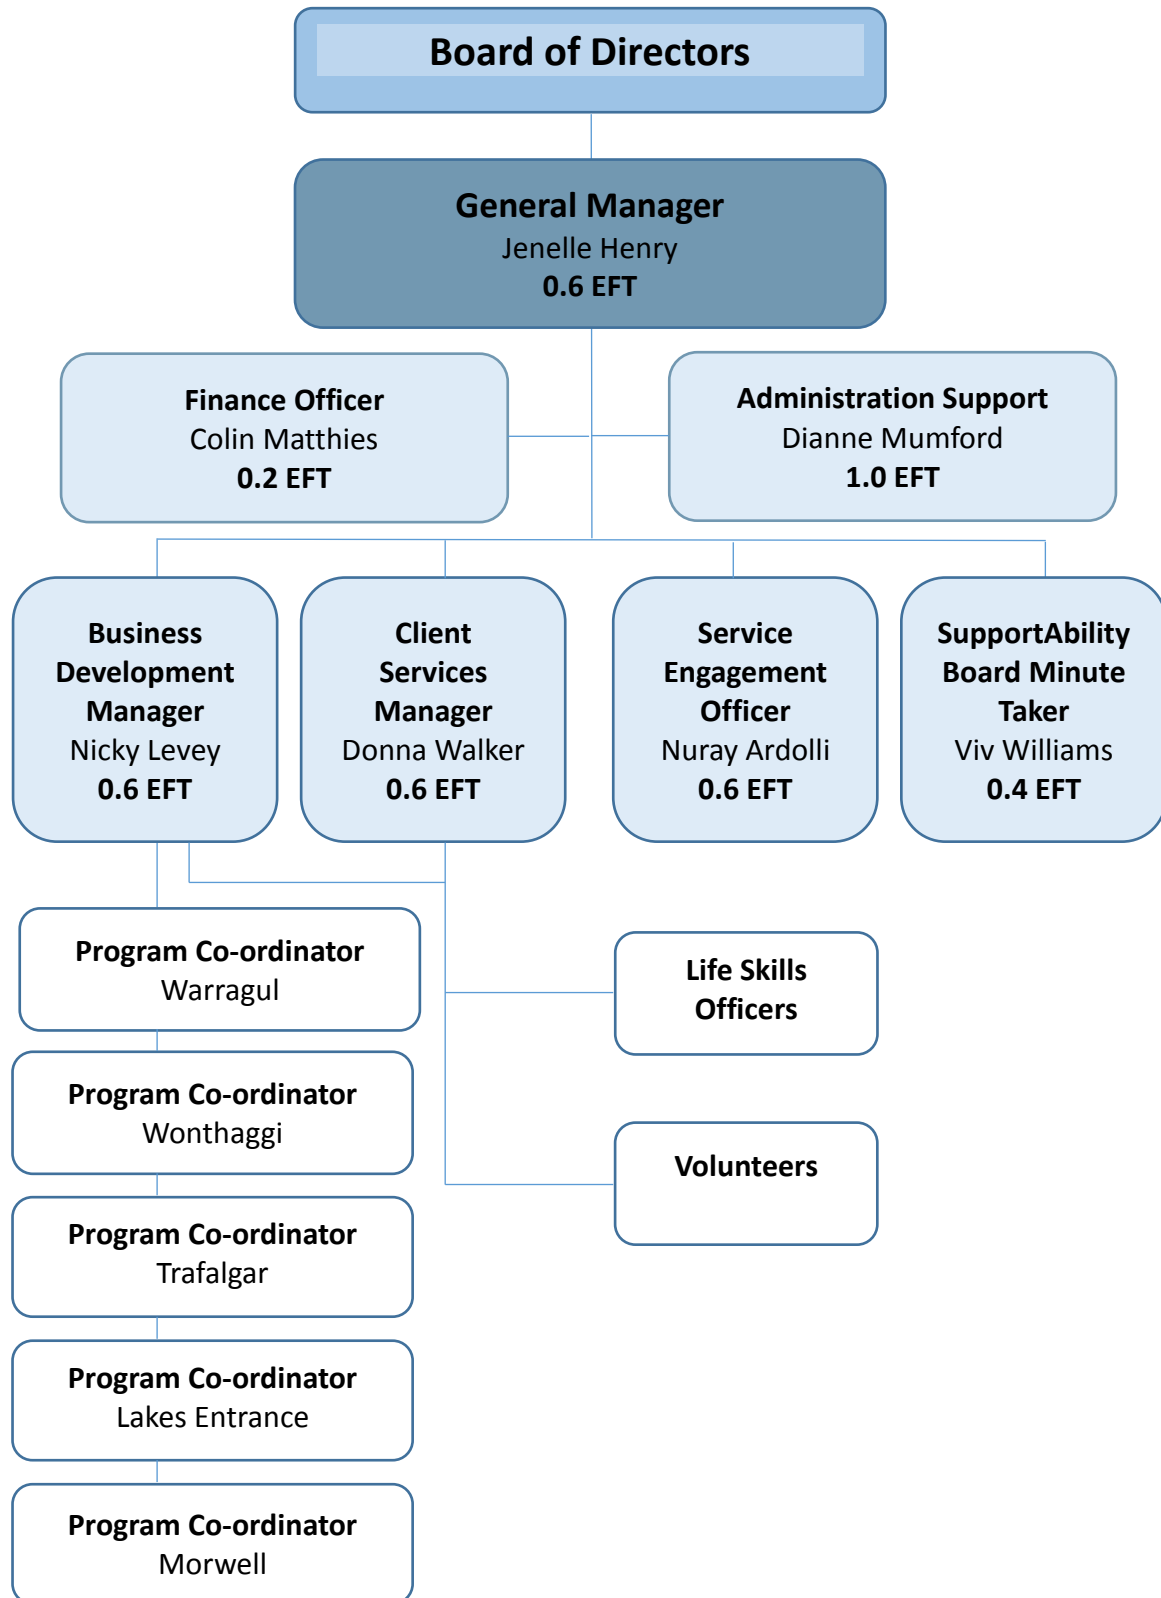 Board of Directors
General Manager
Jenelle Henry
0.6 EFT
Finance Officer
Colin Matthies
0.2 EFT
Administration Support
Dianne Mumford
1.0 EFT
Business
Development
Manager
Nicky Levey
0.6 EFT
Client
Services
Manager
Donna Walker
0.6 EFT
Service
Engagement
Officer
Nuray Ardolli
0.6 EFT
SupportAbility
Board Minute
Taker
Viv Williams
0.4 EFT
Program Co-ordinator
Warragul
Program Co-ordinator
Wonthaggi
Program Co-ordinator
Trafalgar
Program Co-ordinator
Lakes Entrance
Program Co-ordinator
Morwell
Life Skills
Officers
Volunteers